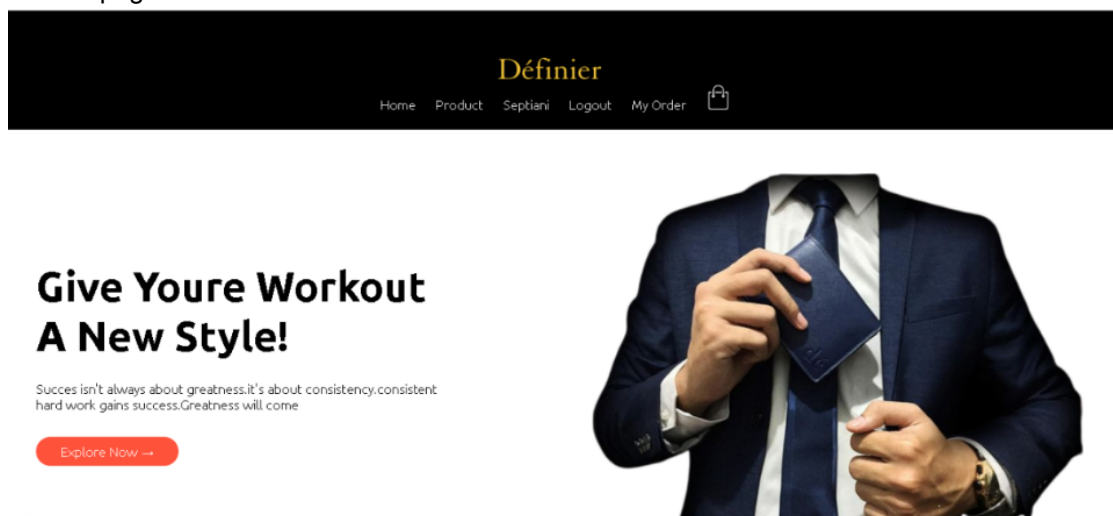 Définier
Home Product Septiani Logout My Order
Give Youre Workout
A New Style!
Succes isn't always about greatness.it's about consistency.consistent
hard work gains success.Greatness will come
Explore Now →